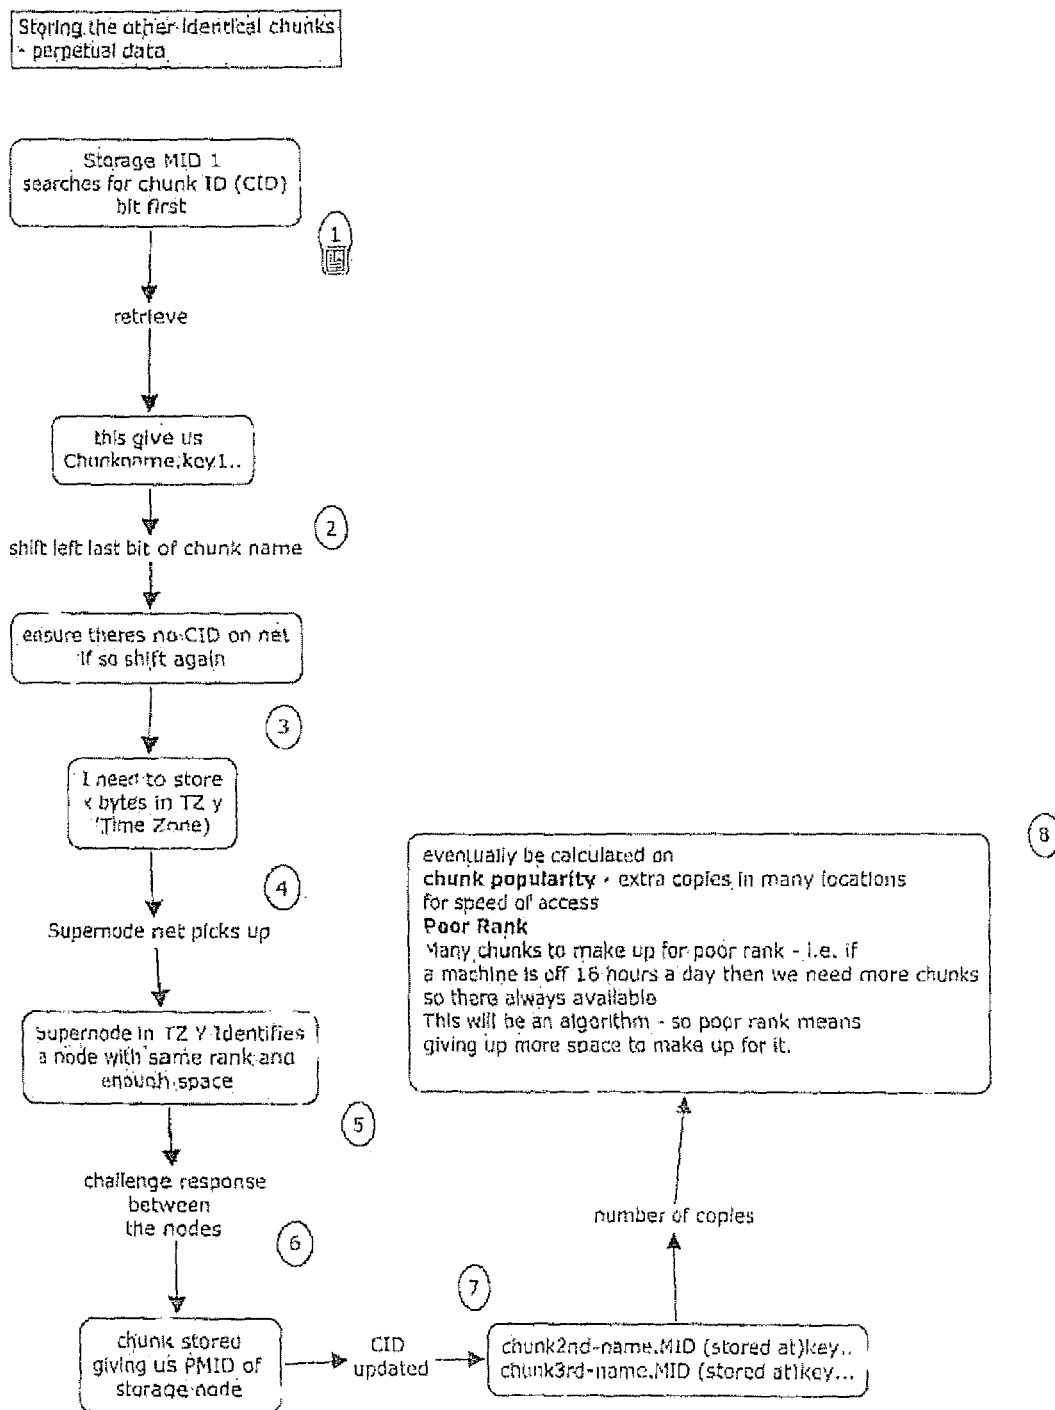 Storing the other identical chunks
- perpetual data
Storage MID 1
searches for chunk ID (CID)
bit first
1
retrieve
this give us
Chunkname.key1..
2
shift left last bit of chunk name
ensure theres no CID on net
if so shift again
3
I need to store
x bytes in TZ y
(Time Zone)
4
Supernode net picks up
Supernode in TZ Y identifies
a node with same rank and
enough space
5
challenge response
between
the nodes
6
chunk stored
giving us PMID of
storage node
CID
updated
7
chunk2nd-name.MID (stored at)key..
chunk3rd-name.MID (stored at)key...
number of copies
8
eventually be calculated on
chunk popularity - extra copies in many locations
for speed of access
Poor Rank
Many chunks to make up for poor rank - i.e. if
a machine is off 16 hours a day then we need more chunks
so there always available
This will be an algorithm - so poor rank means
giving up more space to make up for it.